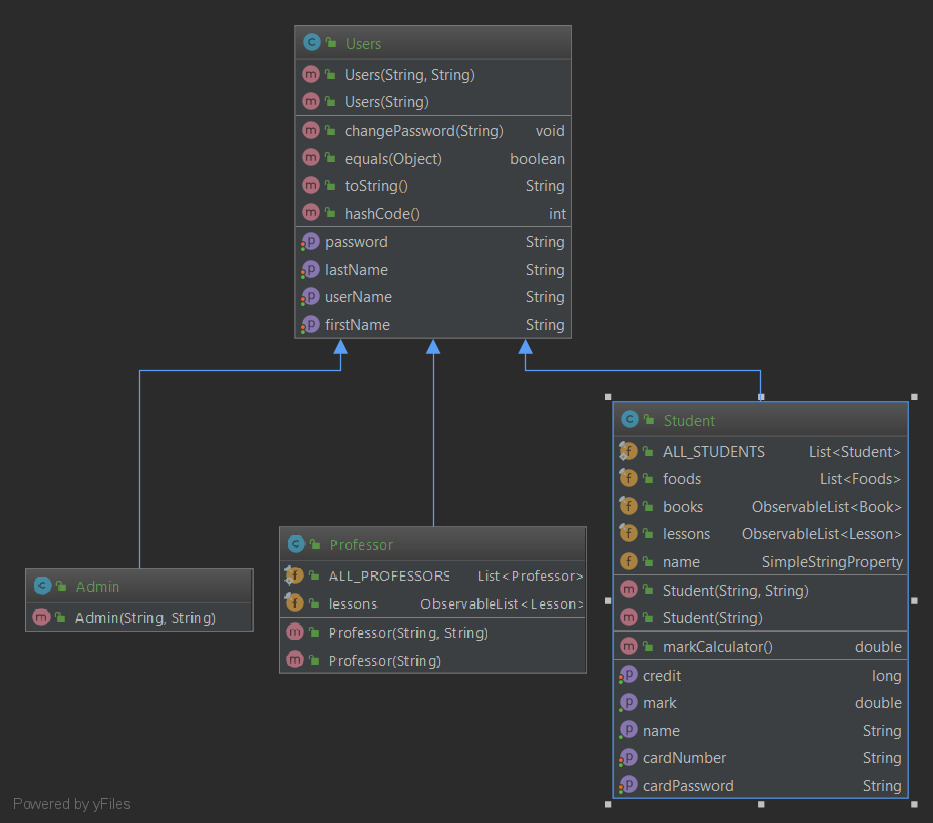 Users
Users(String, String)
Users(String)
changePassword(String) void
equals(Object) boolean
toString() String
hashCode() int
password String
lastName String
userName String
firstName String
Student
ALL_STUDENTS List<Student>
foods List<Foods>
books ObservableList<Book>
lessons ObservableList<Lesson>
name SimpleStringProperty
Student(String, String)
Student(String)
markCalculator() double
credit long
mark double
name String
cardNumber String
cardPassword String
Professor
ALL_PROFESSORS List<Professor>
lessons ObservableList<Lesson>
Professor(String, String)
Professor(String)
Admin
Admin(String, String)
Powered by yFiles